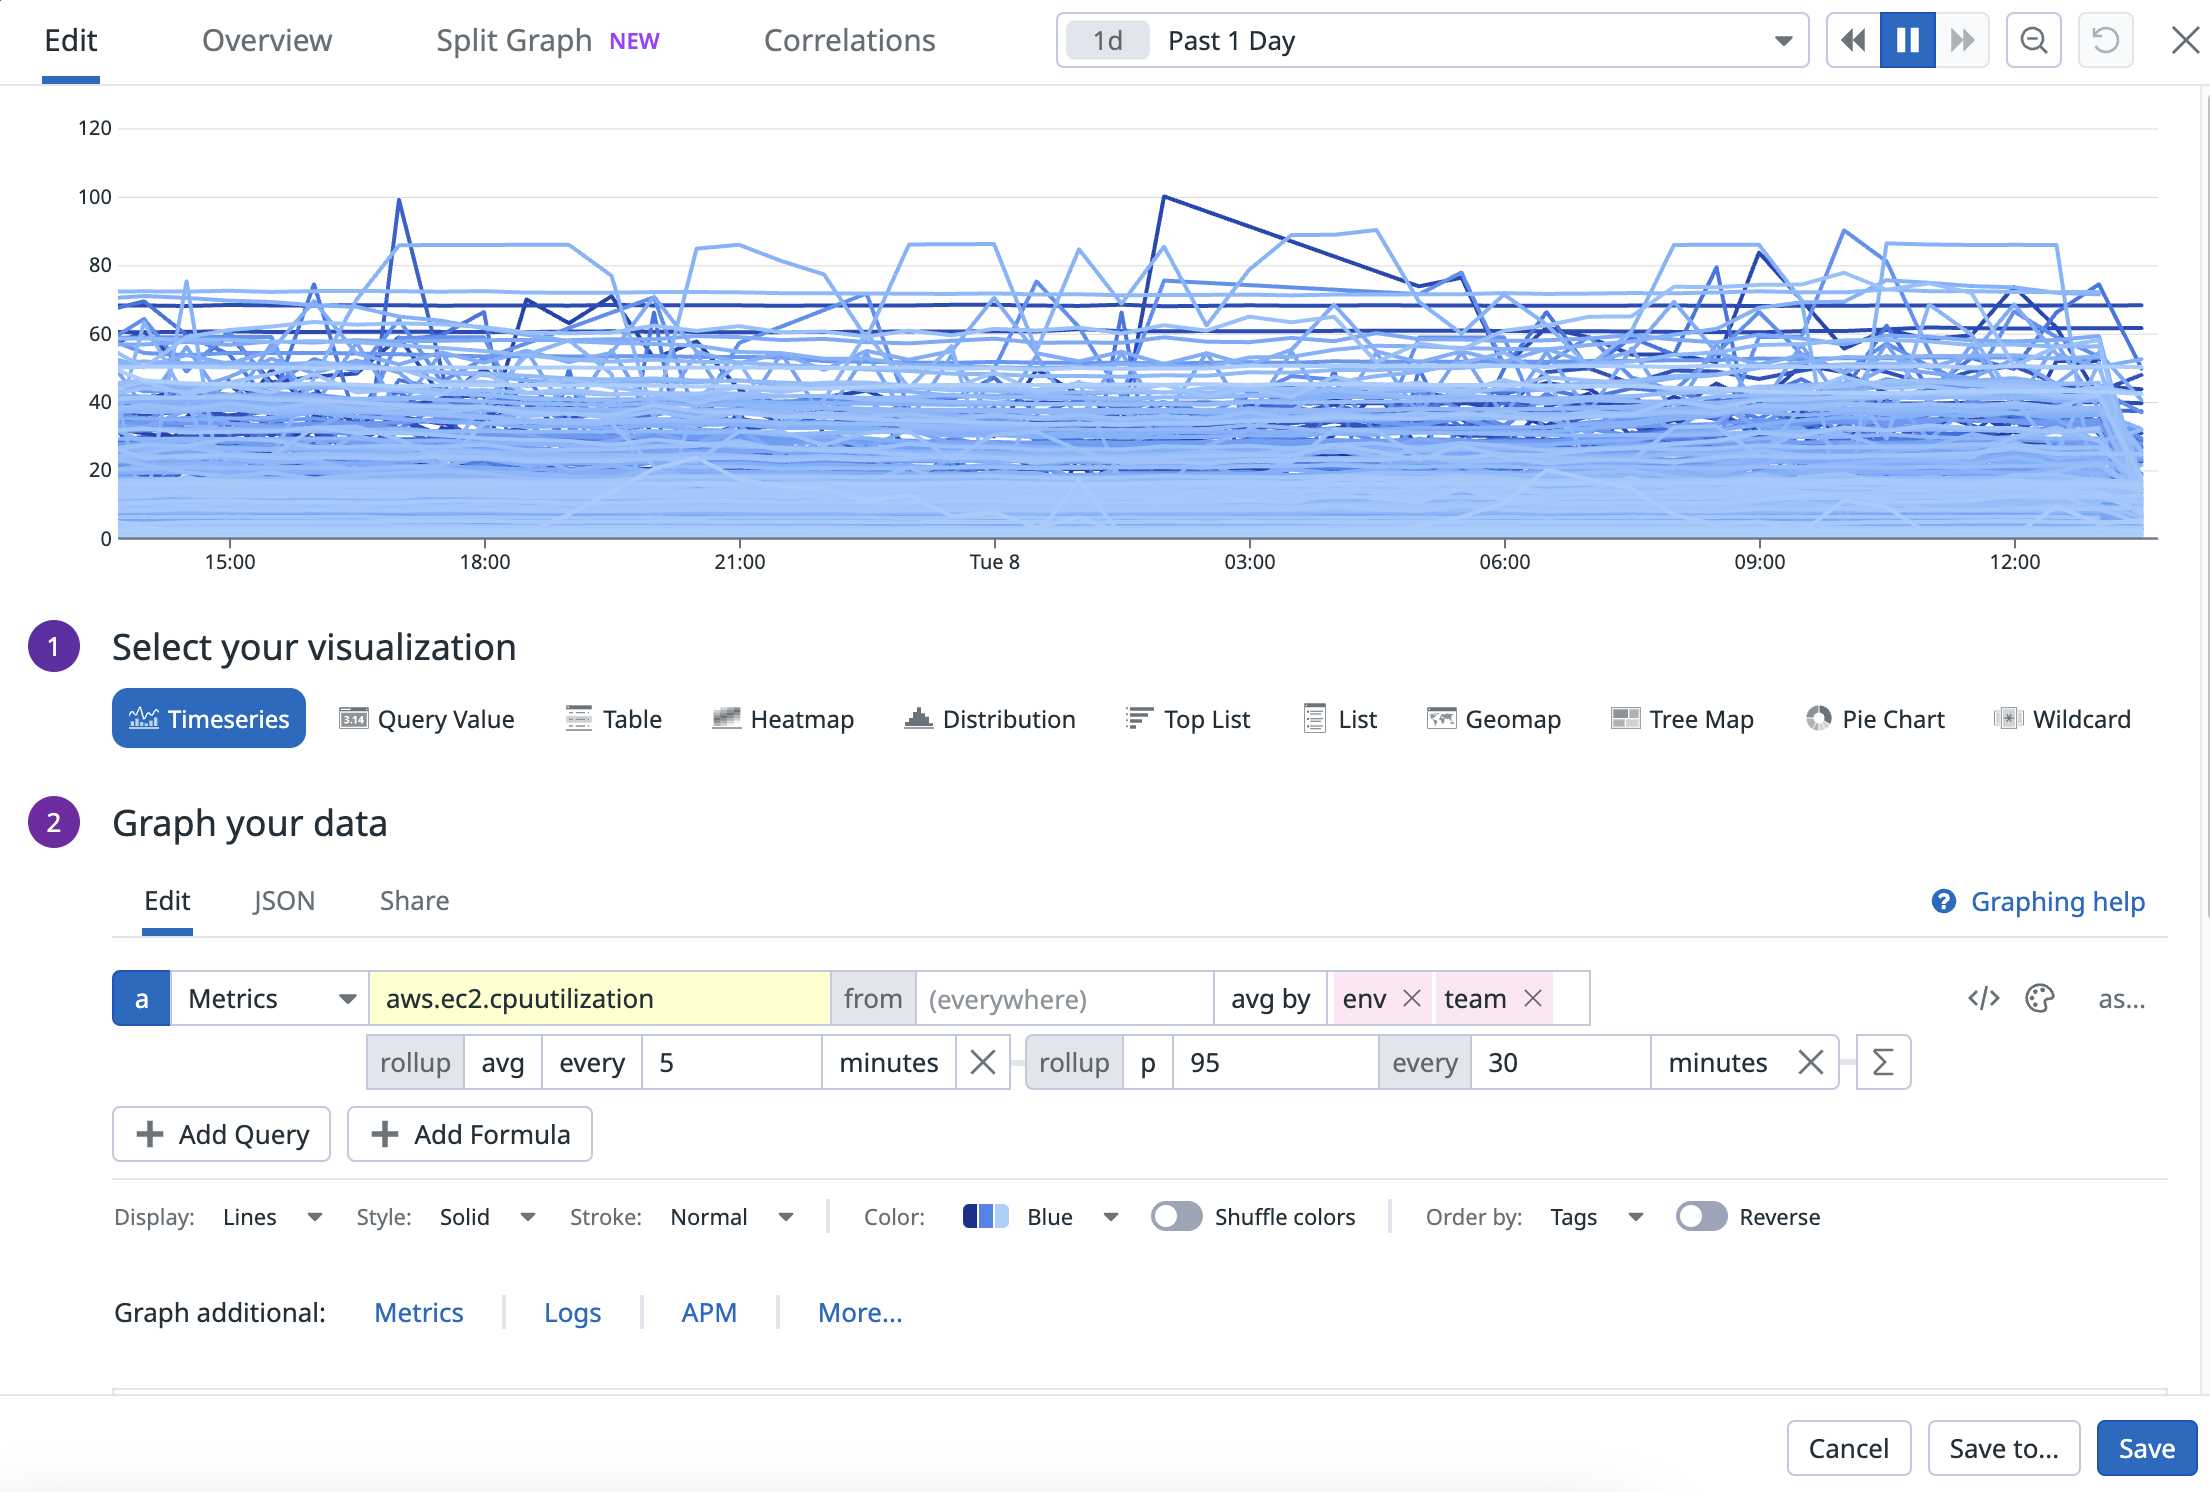 Edit Overview Split Graph NEW Correlations 1d Past 1 Day
120
100
80
60
40
20
0
15:00 18:00 21:00 Tue 8 03:00 06:00 09:00 12:00
1 Select your visualization
Timeseries 3.14 Query Value Table Heatmap Distribution Top List List Geomap Tree Map Pie Chart Wildcard
2 Graph your data
Edit JSON Share ? Graphing help
a Metrics aws.ec2.cpuutilization from (everywhere) avg by env team </> as...
rollup avg every 5 minutes rollup p 95 every 30 minutes Σ
Add Query Add Formula
Display: Lines Style: Solid Stroke: Normal Color: Blue Shuffle colors Order by: Tags Reverse
Graph additional: Metrics Logs APM More...
Cancel Save to... Save